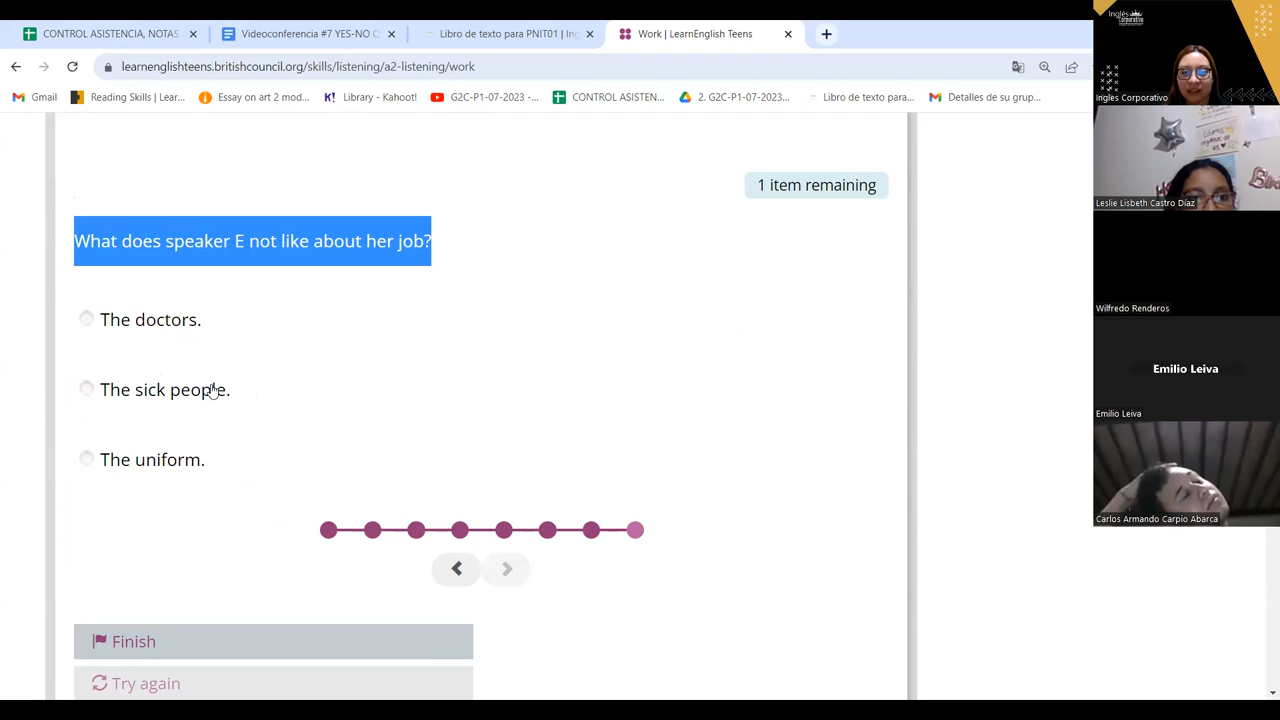 CONTROL ASISTENCIA, NOTAS
Videoconferencia #7 YES-NO Q
Libro de texto para PNIT01 | Ing
Work | LearnEnglish Teens
learnenglishteens.britishcouncil.org/skills/listening/a2-listening/work
Gmail
Reading Skills | Lear...
Essay on art 2 mod...
Library - Ka...
G2C-P1-07-2023 -...
CONTROL ASISTEN...
2. G2C-P1-07-2023...
Libro de texto para...
Detalles de su grup...
1 item remaining
What does speaker E not like about her job?
The doctors.
The sick people.
The uniform.
Finish
Try again
Inglés
Corporativo
Ingles Corporativo
Leslie Lisbeth Castro Díaz
Wilfredo Renderos
Emilio Leiva
Emilio Leiva
Carlos Armando Carpio Abarca